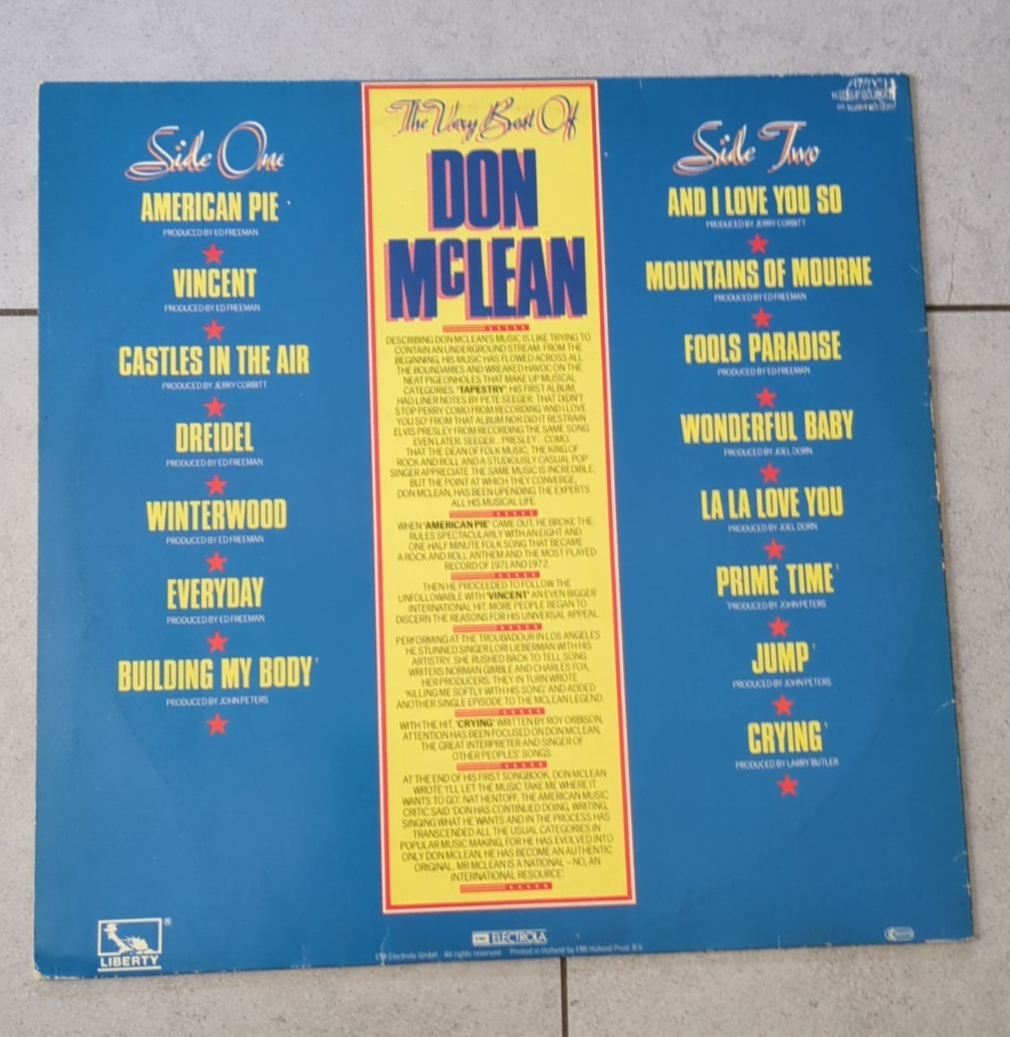 Side One
AMERICAN PIE
PRODUCED BY ED FREEMAN
VINCENT
PRODUCED BY ED FREEMAN
CASTLES IN THE AIR
PRODUCED BY JERRY CORBITT
DREIDEL
PRODUCED BY ED FREEMAN
WINTERWOOD
PRODUCED BY ED FREEMAN
EVERYDAY
PRODUCED BY ED FREEMAN
BUILDING MY BODY
PRODUCED BY JOHN PETERS
The Very Best Of
DON
MCLEAN
DESCRIBING DON MCLEAN'S MUSIC IS LIKE TRYING TO
CONTAIN AN UNDERGROUND STREAM. FROM THE
BEGINNING, HIS MUSIC HAS FLOWED ACROSS ALL
THE BOUNDARIES AND WREAKED HAVOC ON THE
NEAT PIGEONHOLES THAT MAKE UP MUSICAL
CATEGORIES. 'TAPESTRY', HIS FIRST ALBUM,
HAD LINER NOTES BY PETE SEEGER. THAT DIDN'T
STOP PERRY COMO FROM RECORDING 'AND I LOVE
YOU SO' FROM THAT ALBUM NOR DID IT RESTRAIN
ELVIS PRESLEY FROM RECORDING THE SAME SONG
EVEN LATER. SEEGER...PRESLEY...COMO.
THAT THE DEAN OF FOLK MUSIC, THE KING OF
ROCK AND ROLL AND A STUDIOUSLY CASUAL POP
SINGER APPRECIATE THE SAME MUSIC IS INCREDIBLE,
BUT THE POINT AT WHICH THEY CONVERGE,
DON MCLEAN, HAS BEEN UPENDING THE EXPERTS
ALL HIS MUSICAL LIFE.
WHEN 'AMERICAN PIE' CAME OUT, HE BROKE THE
RULES SPECTACULARLY WITH AN EIGHT AND
ONE-HALF MINUTE FOLK SONG THAT BECAME
A ROCK AND ROLL ANTHEM AND THE MOST PLAYED
RECORD OF 1971 AND 1972.
THEN HE PROCEEDED TO FOLLOW THE
UNFOLLOWABLE WITH 'VINCENT' AN EVEN BIGGER
INTERNATIONAL HIT. MORE PEOPLE BEGAN TO
DISCERN THE REASONS FOR HIS UNIVERSAL APPEAL.
PERFORMING AT THE TROUBADOUR IN LOS ANGELES
HE STUNNED SINGER LORI LIEBERMAN WITH HIS
ARTISTRY. SHE RUSHED BACK TO TELL SONG
WRITERS NORMAN GIMBLE AND CHARLES FOX,
HER PRODUCERS. THEY IN TURN WROTE
'KILLING ME SOFTLY WITH HIS SONG' AND ADDED
ANOTHER SINGLE EPISODE TO THE MCLEAN LEGEND.
WITH THE HIT, 'CRYING' WRITTEN BY ROY ORBISON,
ATTENTION HAS BEEN FOCUSED ON DON MCLEAN,
THE GREAT INTERPRETER AND SINGER OF
OTHER PEOPLES' SONGS.
AT THE END OF HIS FIRST SONGBOOK, DON MCLEAN
WROTE 'I'LL LET THE MUSIC TAKE ME WHERE IT
WANTS TO GO'. NAT HENTOFF, THE AMERICAN MUSIC
CRITIC SAID 'DON HAS CONTINUED DOING, WRITING,
SINGING WHAT HE WANTS AND IN THE PROCESS HAS
TRANSCENDED ALL THE USUAL CATEGORIES IN
POPULAR MUSIC MAKING, FOR HE HAS EVOLVED INTO
ONLY DON MCLEAN, HE HAS BECOME AN AUTHENTIC
ORIGINAL. MR MCLEAN IS A NATIONAL – NO, AN
INTERNATIONAL RESOURCE'.
Side Two
AND I LOVE YOU SO
PRODUCED BY JERRY CORBITT
MOUNTAINS OF MOURNE
PRODUCED BY ED FREEMAN
FOOLS PARADISE
PRODUCED BY ED FREEMAN
WONDERFUL BABY
PRODUCED BY JOEL DORN
LA LA LOVE YOU
PRODUCED BY JOEL DORN
PRIME TIME
PRODUCED BY JOHN PETERS
JUMP
PRODUCED BY JOHN PETERS
CRYING
PRODUCED BY LARRY BUTLER
LIBERTY ®
EMI ELECTROLA
EMI Electrola GmbH All rights reserved Printed in Holland by EMI Holland Prod. B.V.